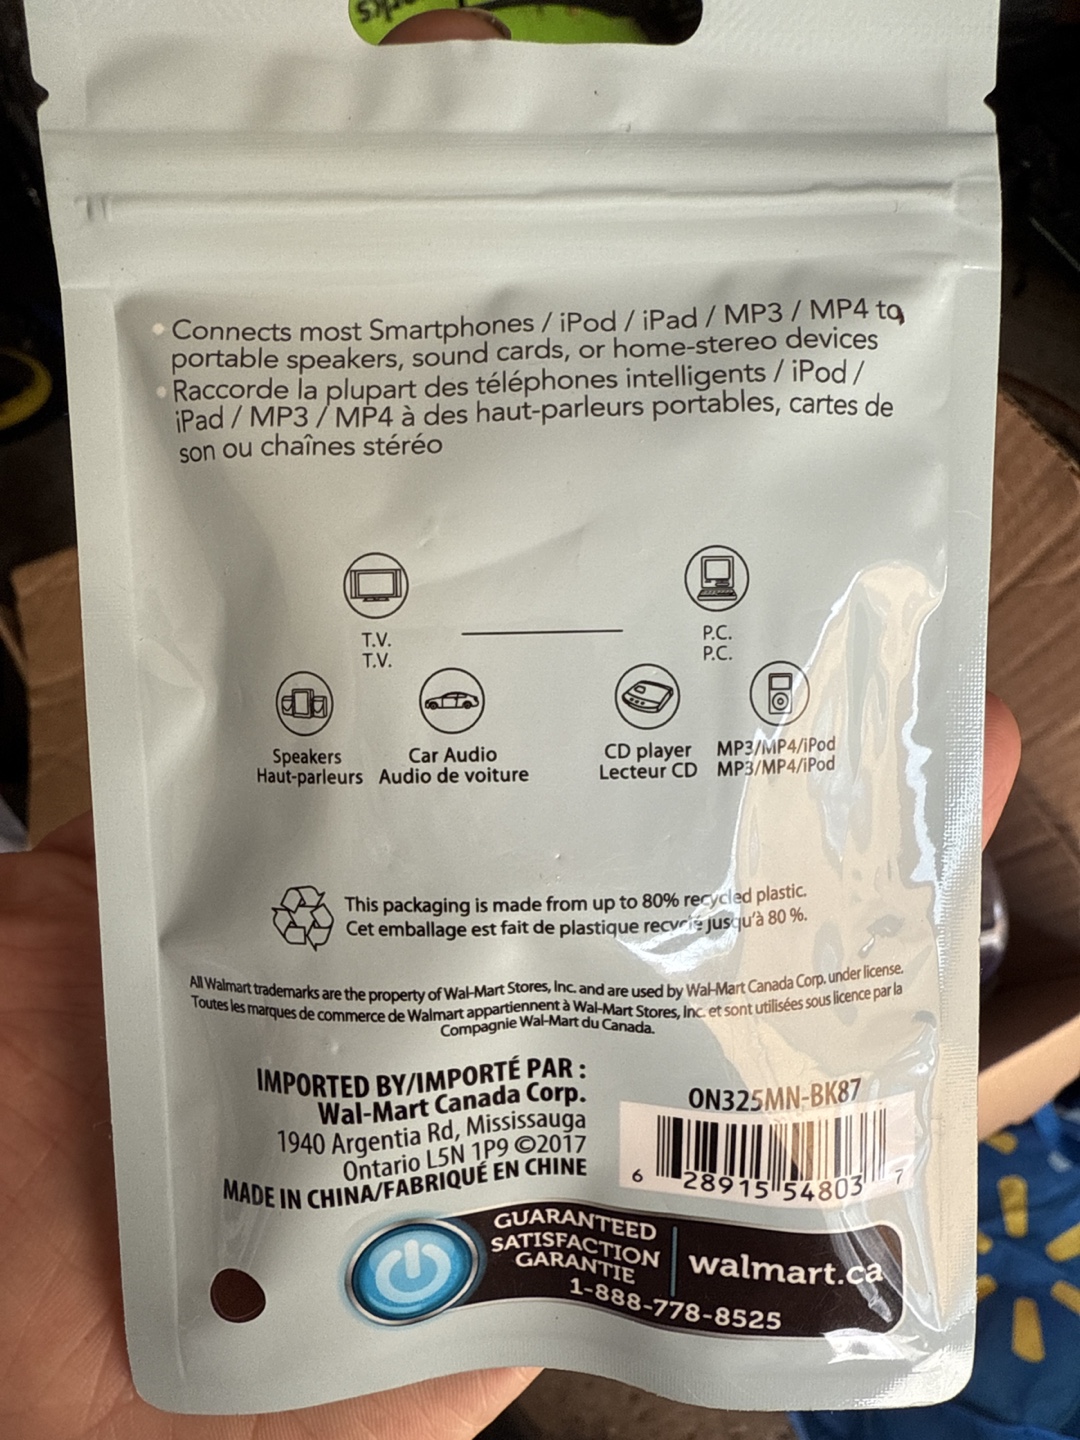 • Connects most Smartphones / iPod / iPad / MP3 / MP4 to
portable speakers, sound cards, or home-stereo devices
• Raccorde la plupart des téléphones intelligents / iPod /
iPad / MP3 / MP4 à des haut-parleurs portables, cartes de
son ou chaînes stéréo
T.V.
T.V.
P.C.
P.C.
Speakers
Haut-parleurs
Car Audio
Audio de voiture
CD player
Lecteur CD
MP3/MP4/iPod
MP3/MP4/iPod
This packaging is made from up to 80% recycled plastic.
Cet emballage est fait de plastique recyclé jusqu'à 80 %.
All Walmart trademarks are the property of Wal-Mart Stores, Inc. and are used by Wal-Mart Canada Corp. under license.
Toutes les marques de commerce de Walmart appartiennent à Wal-Mart Stores, Inc. et sont utilisées sous licence par la
Compagnie Wal-Mart du Canada.
IMPORTED BY/IMPORTÉ PAR :
Wal-Mart Canada Corp.
1940 Argentia Rd, Mississauga
Ontario L5N 1P9 ©2017
MADE IN CHINA/FABRIQUÉ EN CHINE
ON325MN-BK87
6 28915 54803 7
GUARANTEED
SATISFACTION
GARANTIE
1-888-778-8525
walmart.ca